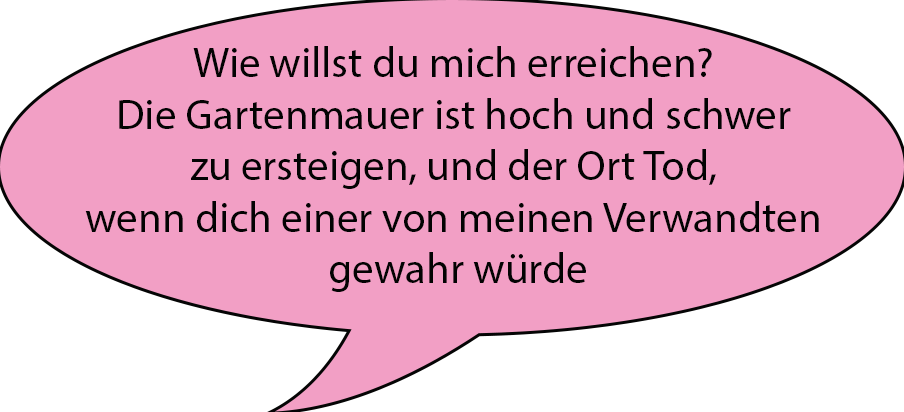 Wie willst du mich erreichen?
Die Gartenmauer ist hoch und schwer
zu ersteigen, und der Ort Tod,
wenn dich einer von meinen Verwandten
gewahr würde